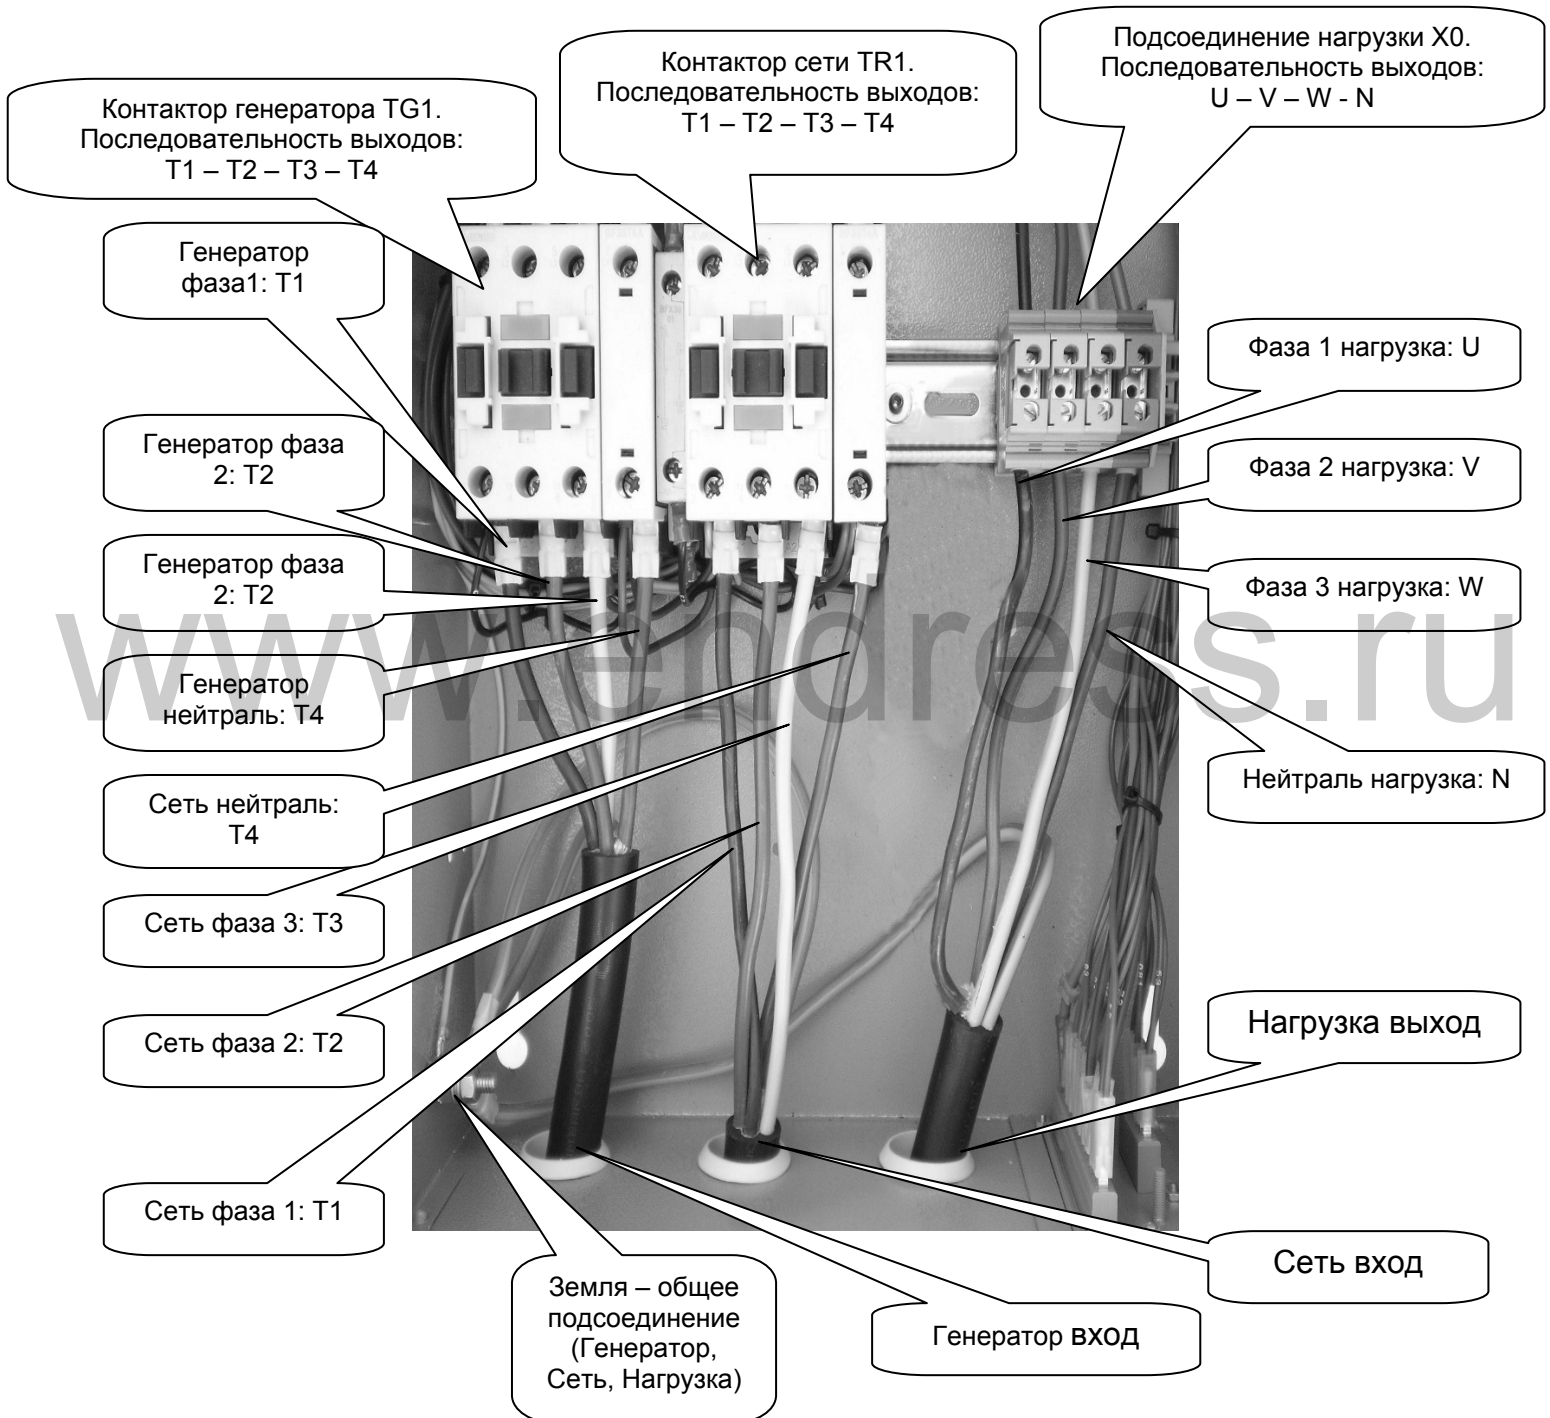 Контактор генератора TG1.
Последовательность выходов:
T1 – T2 – T3 – T4
Контактор сети TR1.
Последовательность выходов:
T1 – T2 – T3 – T4
Подсоединение нагрузки X0.
Последовательность выходов:
U – V – W - N
Генератор
фаза1: T1
Генератор фаза
2: T2
Генератор фаза
2: T2
Генератор
нейтраль: T4
Сеть нейтраль:
T4
Сеть фаза 3: T3
Сеть фаза 2: T2
Сеть фаза 1: T1
Фаза 1 нагрузка: U
Фаза 2 нагрузка: V
Фаза 3 нагрузка: W
Нейтраль нагрузка: N
Нагрузка выход
Сеть вход
Генератор вход
Земля – общее
подсоединение
(Генератор,
Сеть, Нагрузка)
www.endress.ru